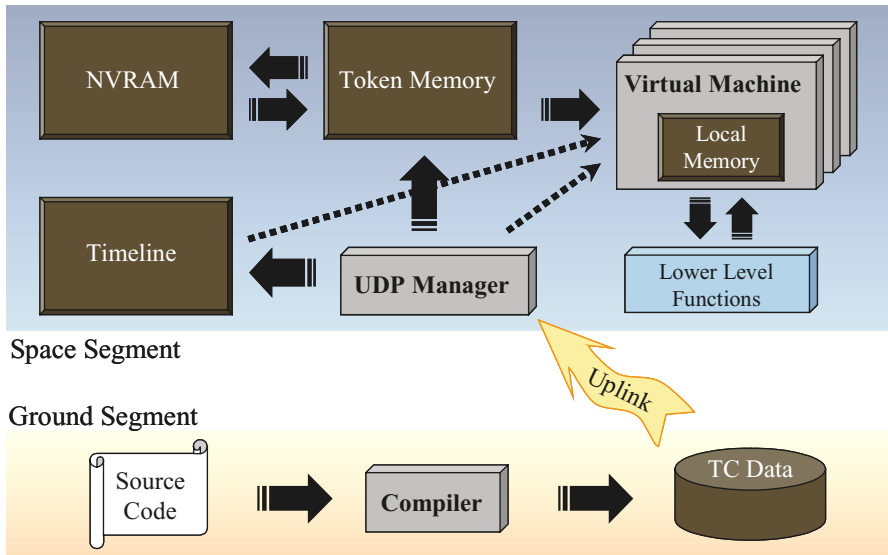 NVRAM
Token Memory
Virtual Machine
Local
Memory
Timeline
UDP Manager
Lower Level
Functions
Space Segment
Uplink
Ground Segment
Source
Code
Compiler
TC Data